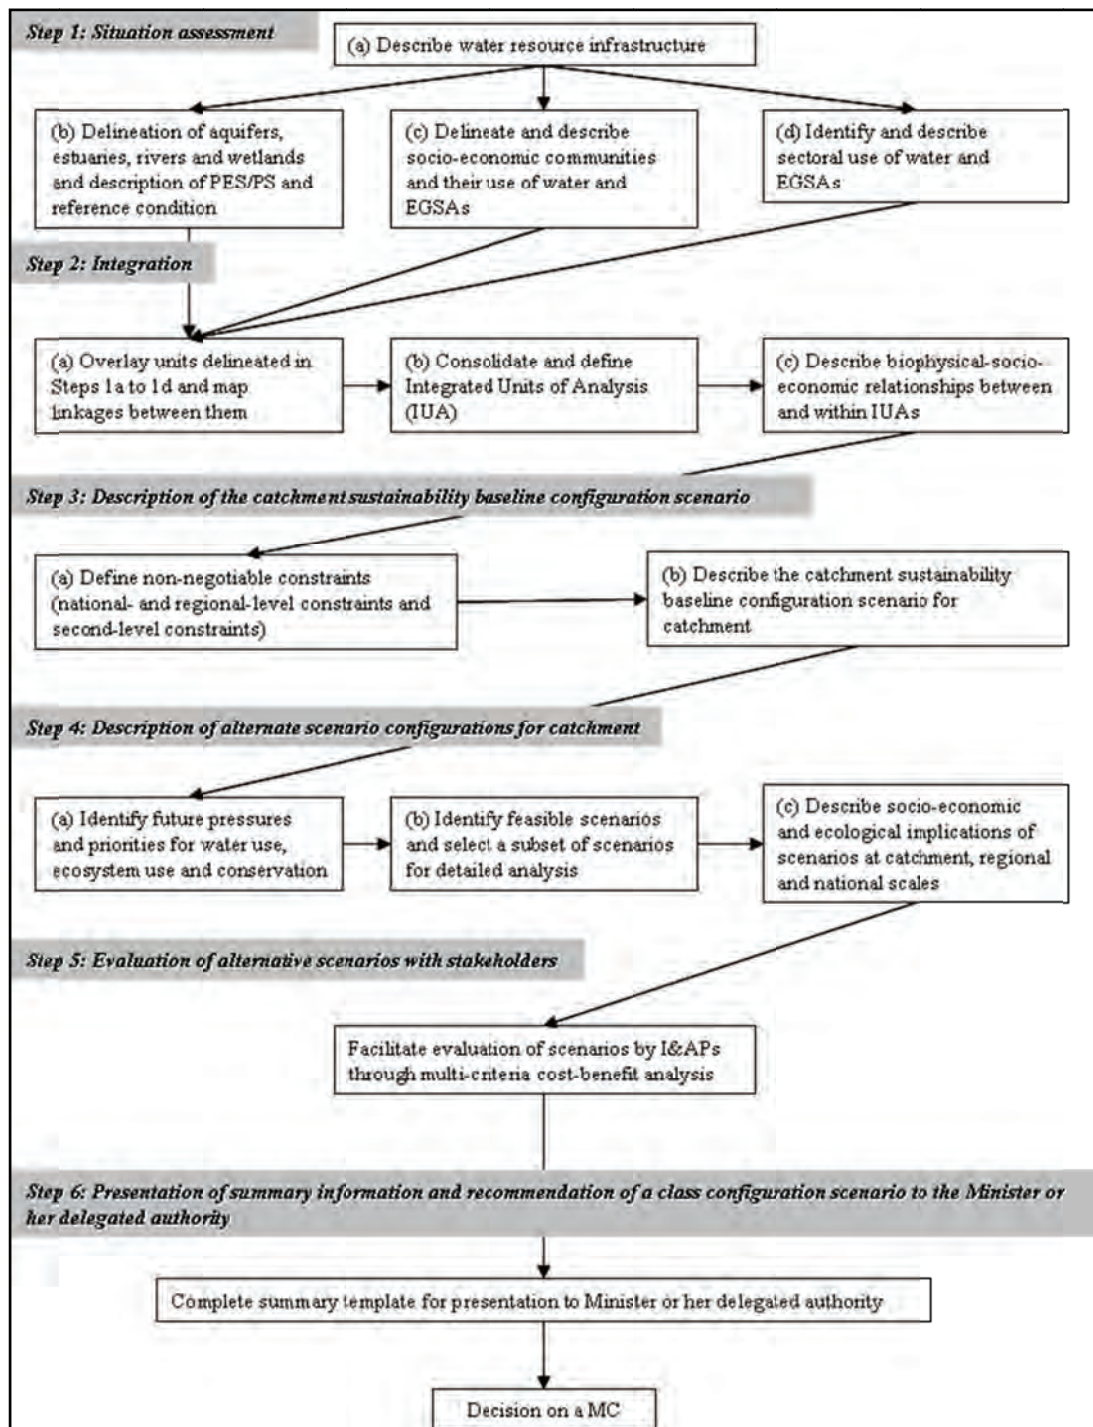 Step 1: Situation assessment
(a) Describe water resource infrastructure
(b) Delineation of aquifers,
estuaries, rivers and wetlands
and description of PES/PS and
reference condition
(c) Delineate and describe
socio-economic communities
and their use of water and
EGSAs
(d) Identify and describe
sectoral use of water and
EGSAs
Step 2: Integration
(a) Overlay units delineated in
Steps 1a to 1d and map
linkages between them
(b) Consolidate and define
Integrated Units of Analysis
(IUA)
(c) Describe biophysical-socio-
economic relationships between
and within IUAs
Step 3: Description of the catchment sustainability baseline configuration scenario
(a) Define non-negotiable constraints
(national- and regional-level constraints and
second-level constraints)
(b) Describe the catchment sustainability
baseline configuration scenario for
catchment
Step 4: Description of alternate scenario configurations for catchment
(a) Identify future pressures
and priorities for water use,
ecosystem use and conservation
(b) Identify feasible scenarios
and select a subset of scenarios
for detailed analysis
(c) Describe socio-economic
and ecological implications of
scenarios at catchment, regional
and national scales
Step 5: Evaluation of alternative scenarios with stakeholders
Facilitate evaluation of scenarios by I&APs
through multi-criteria cost-benefit analysis
Step 6: Presentation of summary information and recommendation of a class configuration scenario to the Minister or
her delegated authority
Complete summary template for presentation to Minister or her delegated authority
Decision on a MC